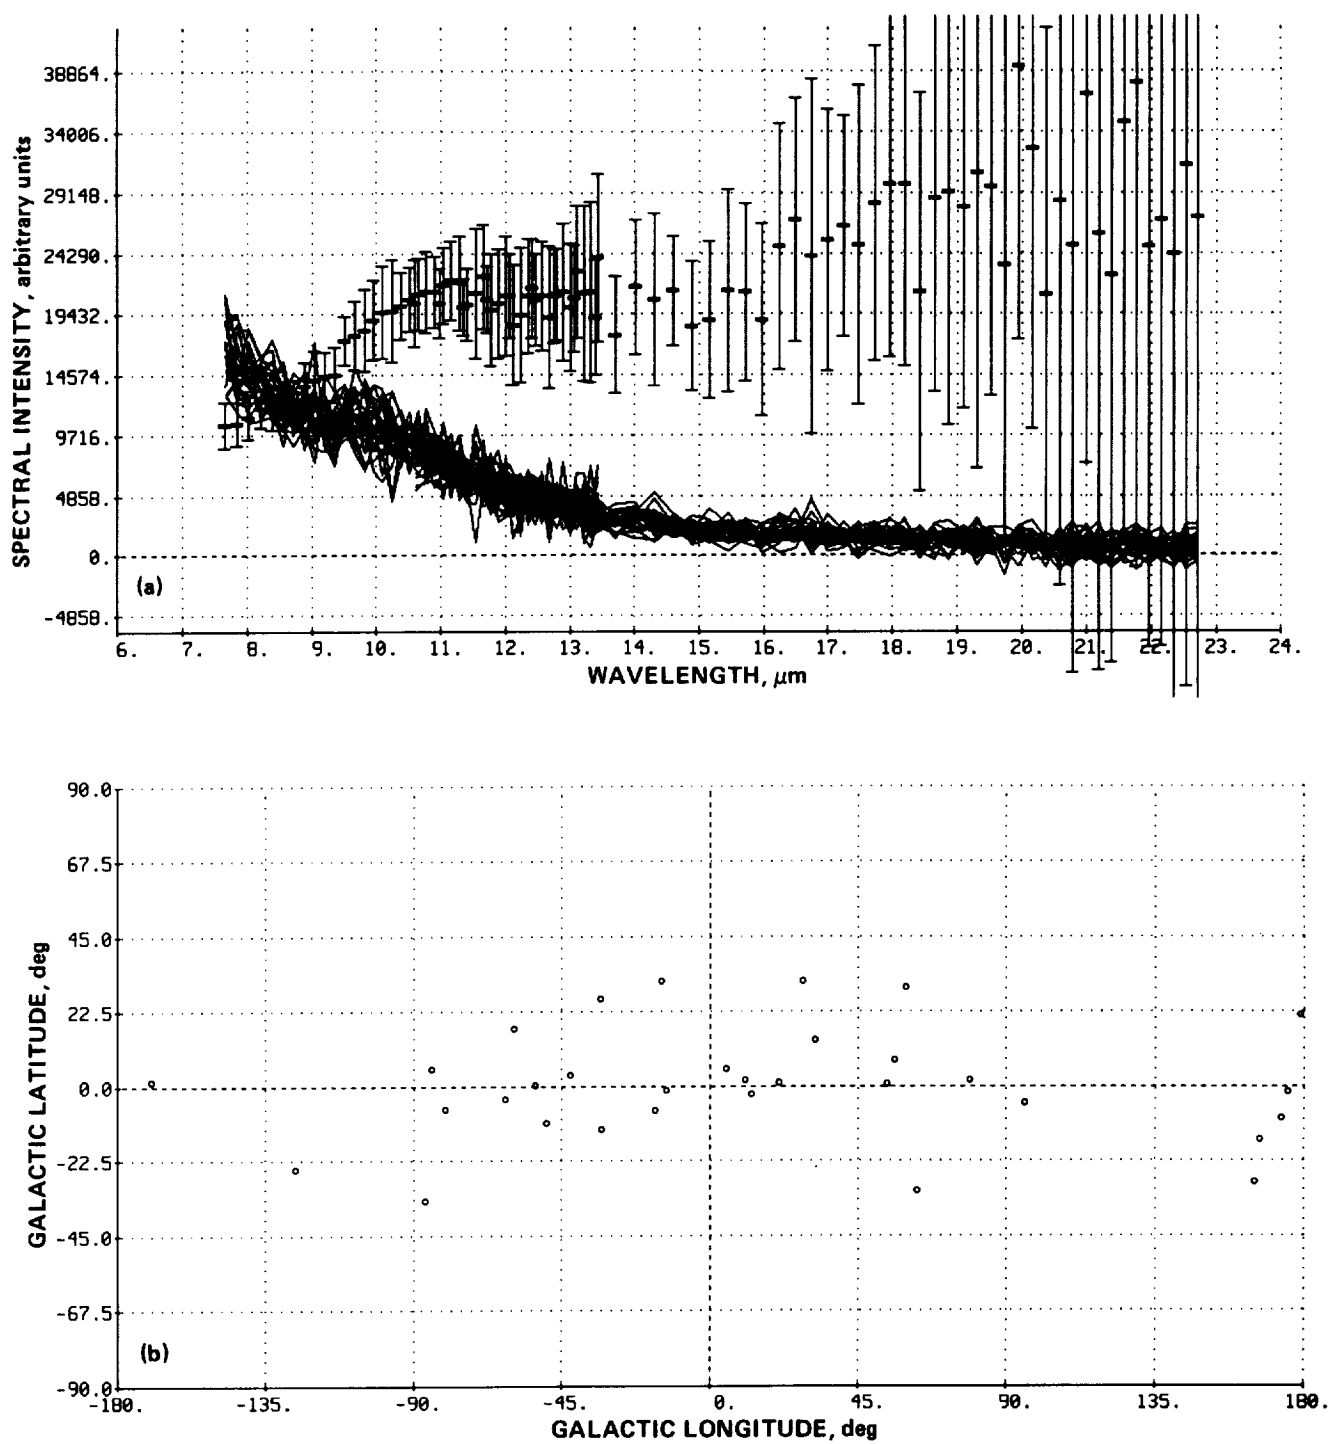 38864.
34006.
29148.
24290.
19432.
14574.
9716.
4858.
0.
-4858.
SPECTRAL INTENSITY, arbitrary units
(a)
6. 7. 8. 9. 10. 11. 12. 13. 14. 15. 16. 17. 18. 19. 20. 21. 22. 23. 24.
WAVELENGTH, μm
90.0
67.5
45.0
22.5
0.0
-22.5
-45.0
-67.5
-90.0
GALACTIC LATITUDE, deg
(b)
-180. -135. -90. -45. 0. 45. 90. 135. 180.
GALACTIC LONGITUDE, deg